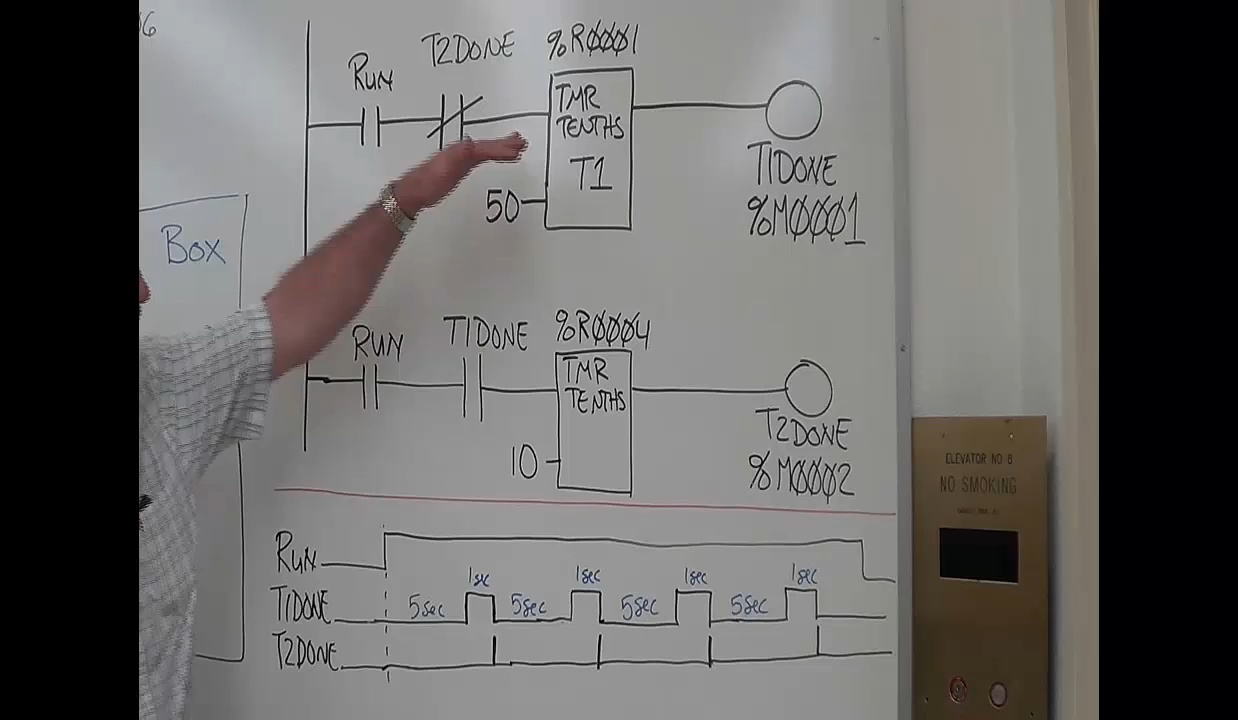 06
RUN
T2DONE
%R0001
TMR
TENTHS
T1
50
T1DONE
%M0001
Box
RUN
T1DONE
%R0004
TMR
TENTHS
10
T2DONE
%M0002
RUN
T1DONE
5sec
1sec
5sec
1sec
5sec
1sec
5sec
1sec
T2DONE
ELEVATOR NO 8
NO SMOKING